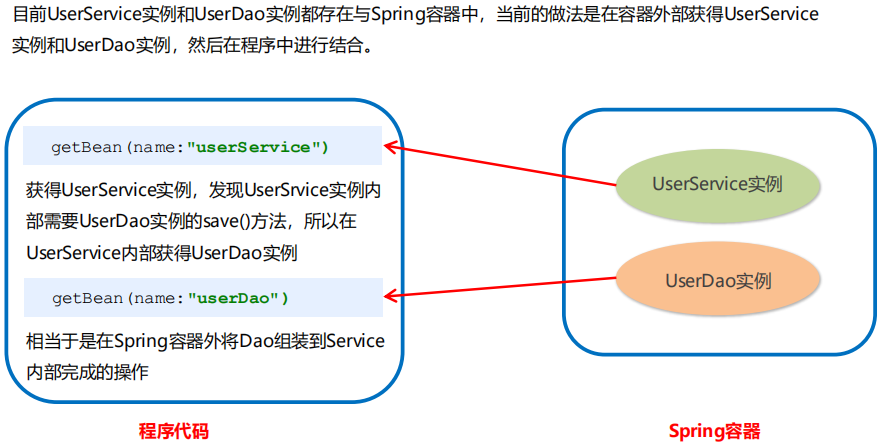 目前UserService实例和UserDao实例都存在与Spring容器中，当前的做法是在容器外部获得UserService
实例和UserDao实例，然后在程序中进行结合。
getBean(name:"userService")
获得UserService实例，发现UserSrvice实例内
部需要UserDao实例的save()方法，所以在
UserService内部获得UserDao实例
getBean(name:"userDao")
相当于是在Spring容器外将Dao组装到Service
内部完成的操作
程序代码
UserService实例
UserDao实例
Spring容器